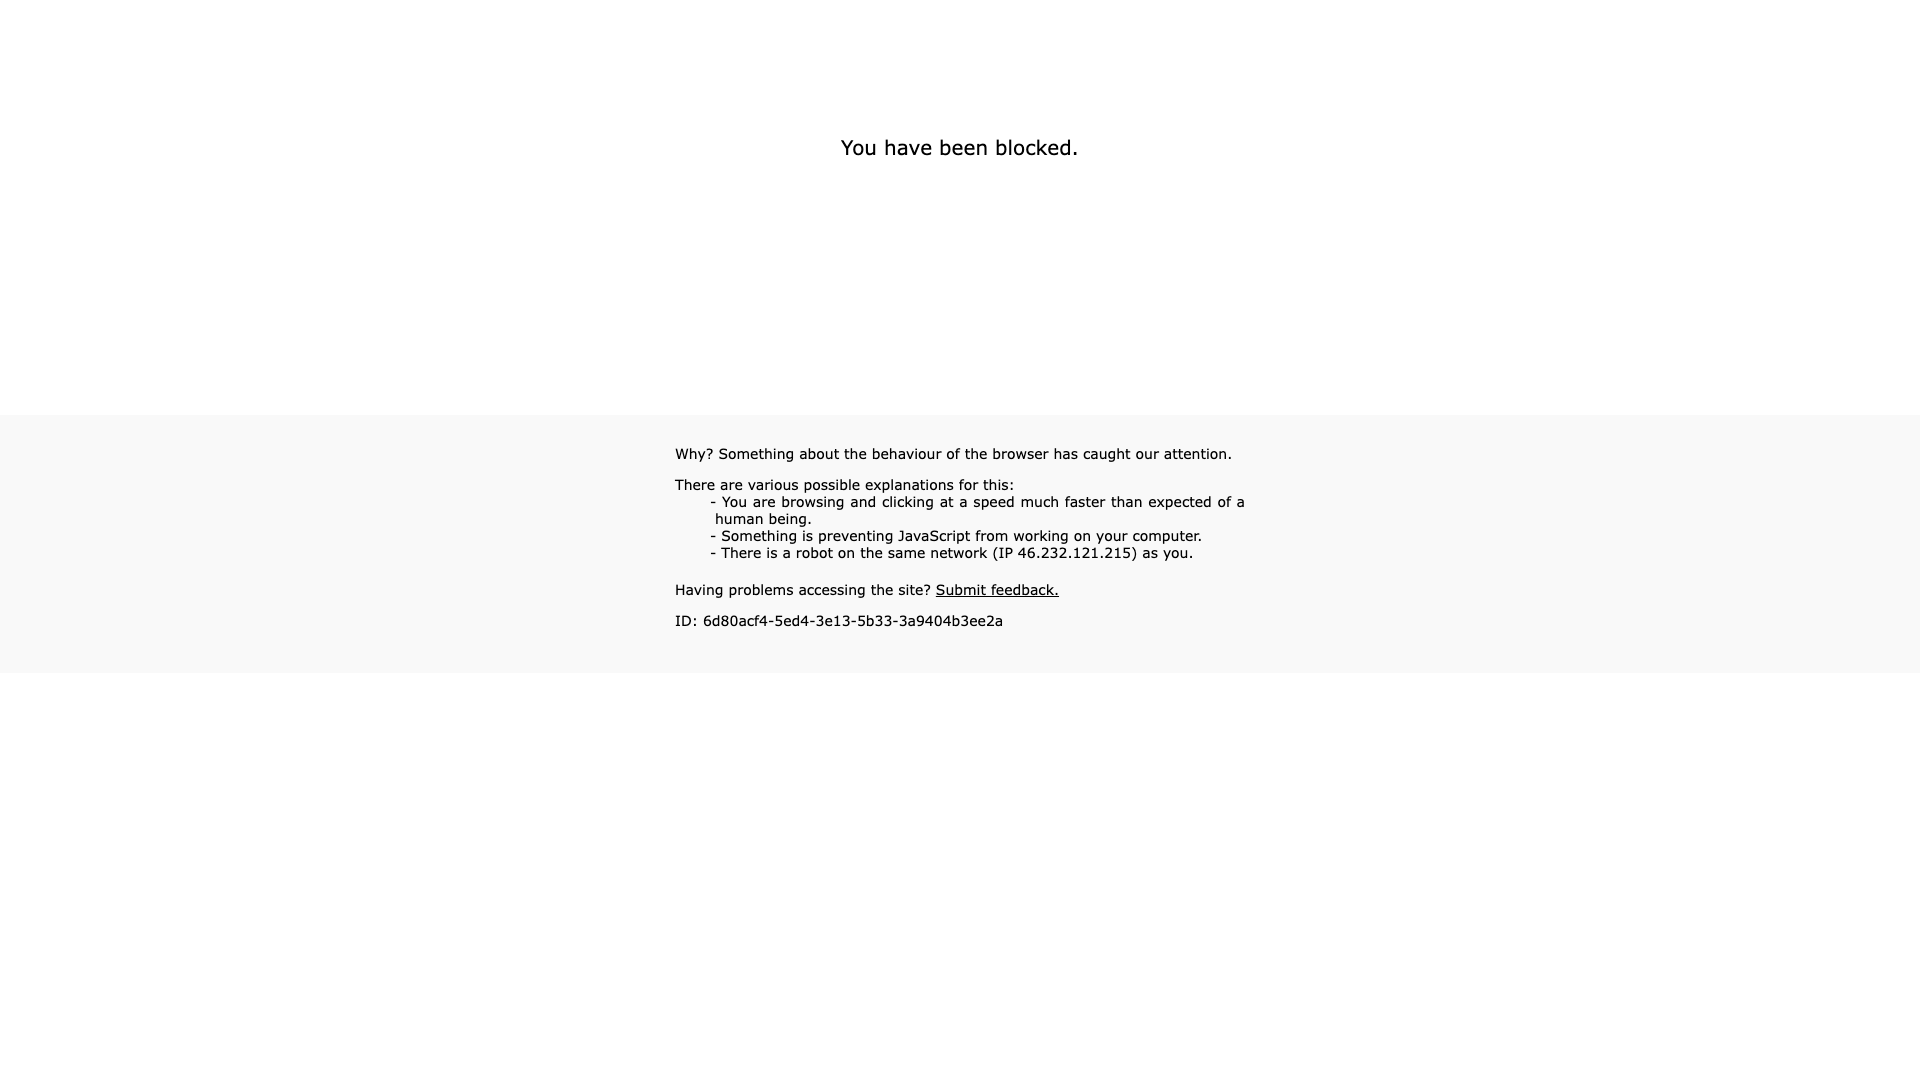 You have been blocked.
Why? Something about the behaviour of the browser has caught our attention.
There are various possible explanations for this:
- You are browsing and clicking at a speed much faster than expected of a
human being.
- Something is preventing JavaScript from working on your computer.
- There is a robot on the same network (IP 46.232.121.215) as you.
Having problems accessing the site? Submit feedback.
ID: 6d80acf4-5ed4-3e13-5b33-3a9404b3ee2a